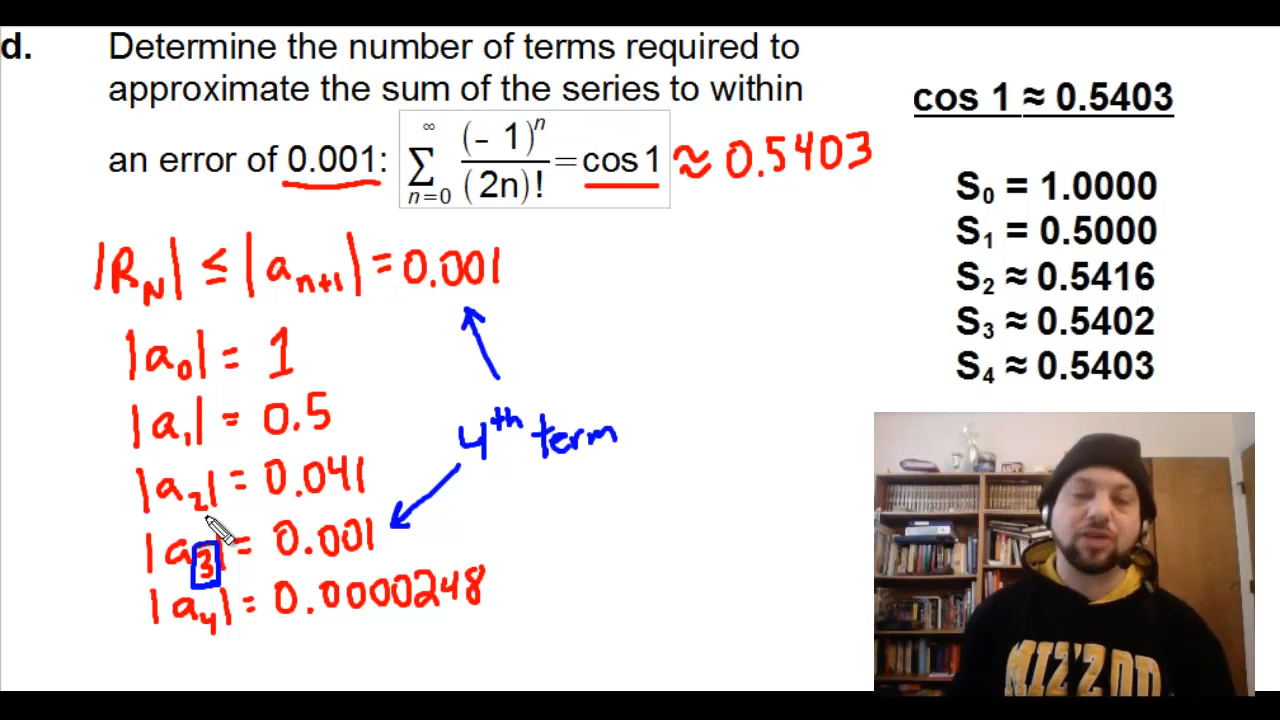 d. Determine the number of terms required to
approximate the sum of the series to within
an error of 0.001: ∞ Σ n=0 (– 1)ⁿ / (2n)! = cos 1 ≈ 0.5403
|R_N| ≤ |a_{n+1}| = 0.001
|a₀| = 1
|a₁| = 0.5
|a₂| = 0.041
|a₃| = 0.001
|a₄| = 0.0000248
4th term
cos 1 ≈ 0.5403
S₀ = 1.0000
S₁ = 0.5000
S₂ ≈ 0.5416
S₃ ≈ 0.5402
S₄ ≈ 0.5403
MIZZOU